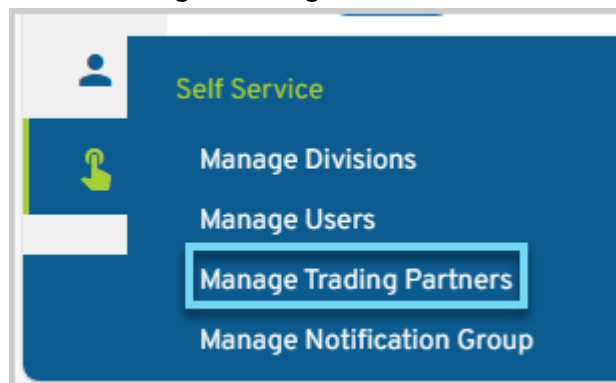 Self Service
Manage Divisions
Manage Users
Manage Trading Partners
Manage Notification Group